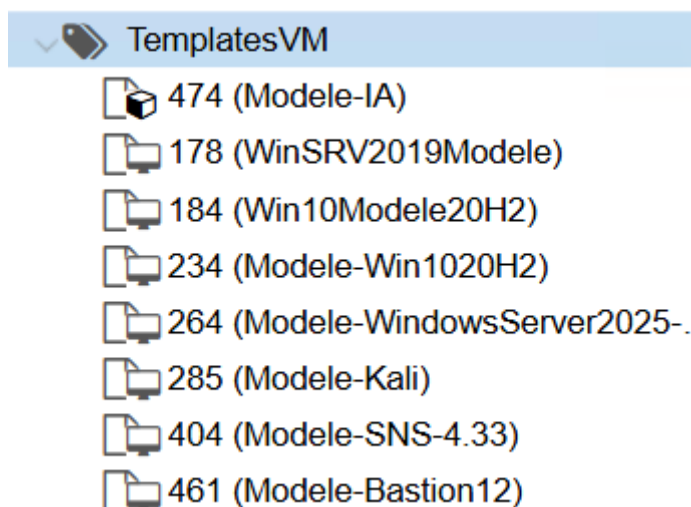 TemplatesVM
474 (Modele-IA)
178 (WinSRV2019Modele)
184 (Win10Modele20H2)
234 (Modele-Win1020H2)
264 (Modele-WindowsServer2025-.
285 (Modele-Kali)
404 (Modele-SNS-4.33)
461 (Modele-Bastion12)